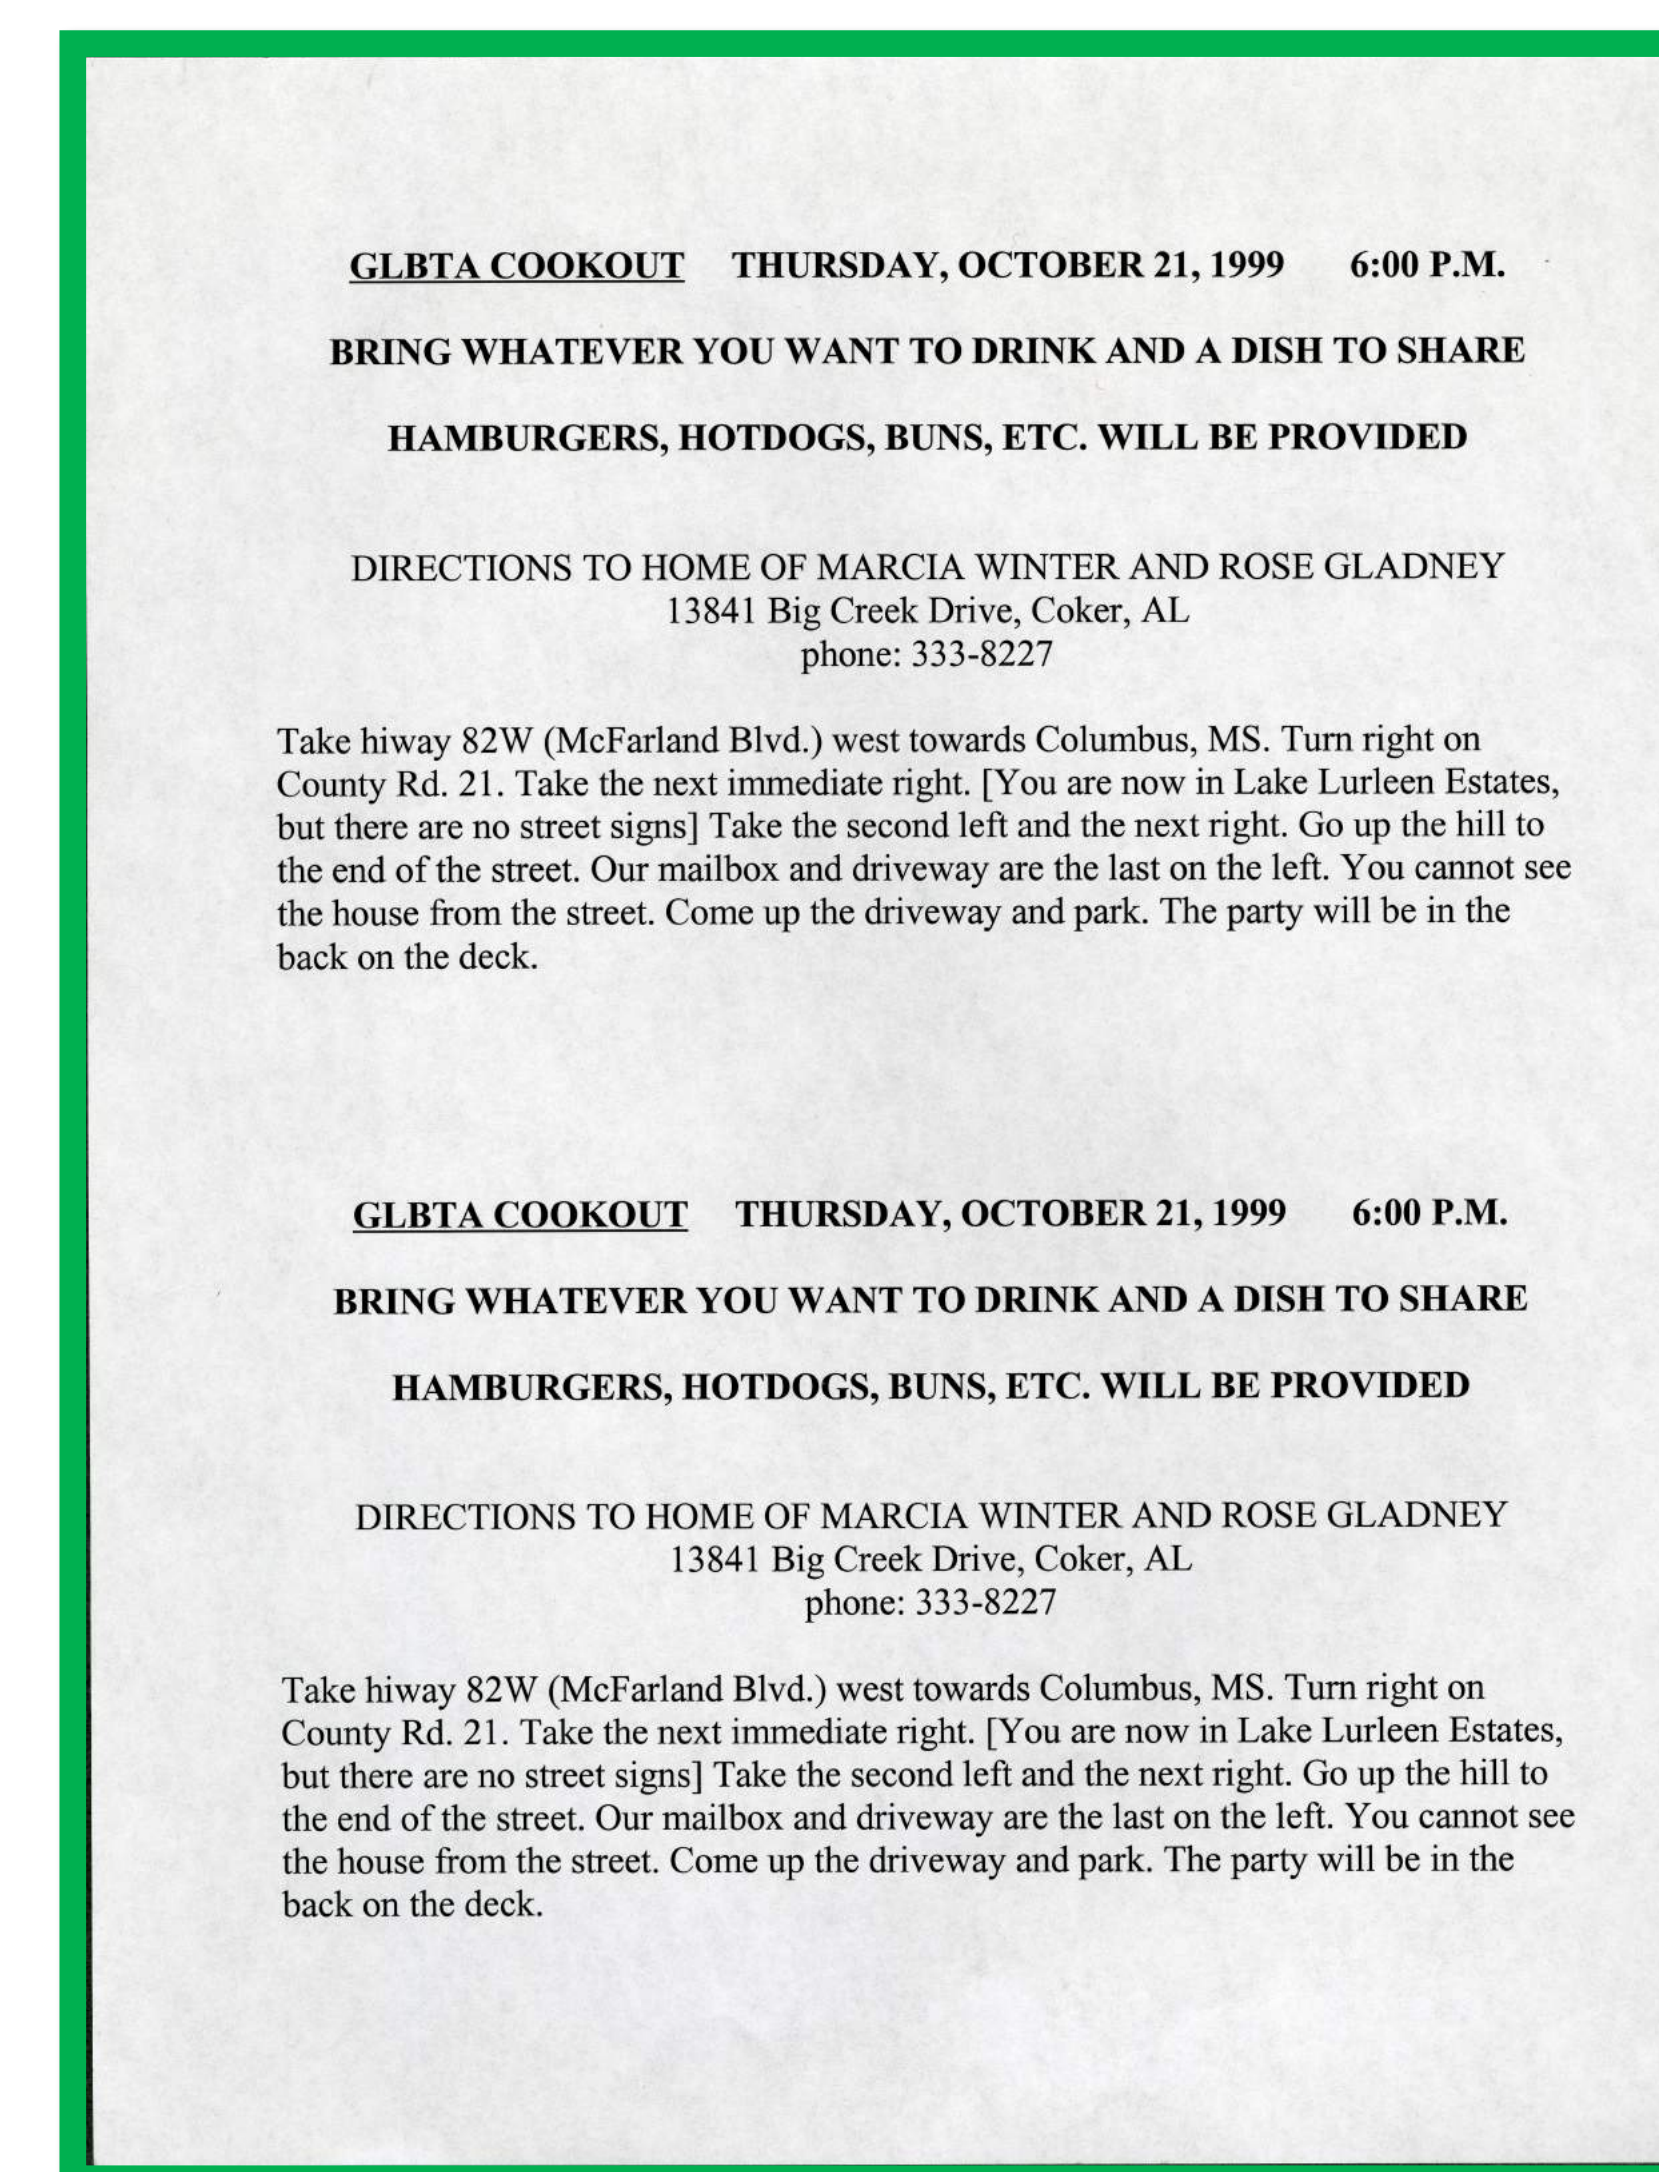 GLBTA COOKOUT THURSDAY, OCTOBER 21, 1999 6:00 P.M.
BRING WHATEVER YOU WANT TO DRINK AND A DISH TO SHARE
HAMBURGERS, HOTDOGS, BUNS, ETC. WILL BE PROVIDED
DIRECTIONS TO HOME OF MARCIA WINTER AND ROSE GLADNEY
13841 Big Creek Drive, Coker, AL
phone: 333-8227
Take hiway 82W (McFarland Blvd.) west towards Columbus, MS. Turn right on
County Rd. 21. Take the next immediate right. [You are now in Lake Lurleen Estates,
but there are no street signs] Take the second left and the next right. Go up the hill to
the end of the street. Our mailbox and driveway are the last on the left. You cannot see
the house from the street. Come up the driveway and park. The party will be in the
back on the deck.
GLBTA COOKOUT THURSDAY, OCTOBER 21, 1999 6:00 P.M.
BRING WHATEVER YOU WANT TO DRINK AND A DISH TO SHARE
HAMBURGERS, HOTDOGS, BUNS, ETC. WILL BE PROVIDED
DIRECTIONS TO HOME OF MARCIA WINTER AND ROSE GLADNEY
13841 Big Creek Drive, Coker, AL
phone: 333-8227
Take hiway 82W (McFarland Blvd.) west towards Columbus, MS. Turn right on
County Rd. 21. Take the next immediate right. [You are now in Lake Lurleen Estates,
but there are no street signs] Take the second left and the next right. Go up the hill to
the end of the street. Our mailbox and driveway are the last on the left. You cannot see
the house from the street. Come up the driveway and park. The party will be in the
back on the deck.